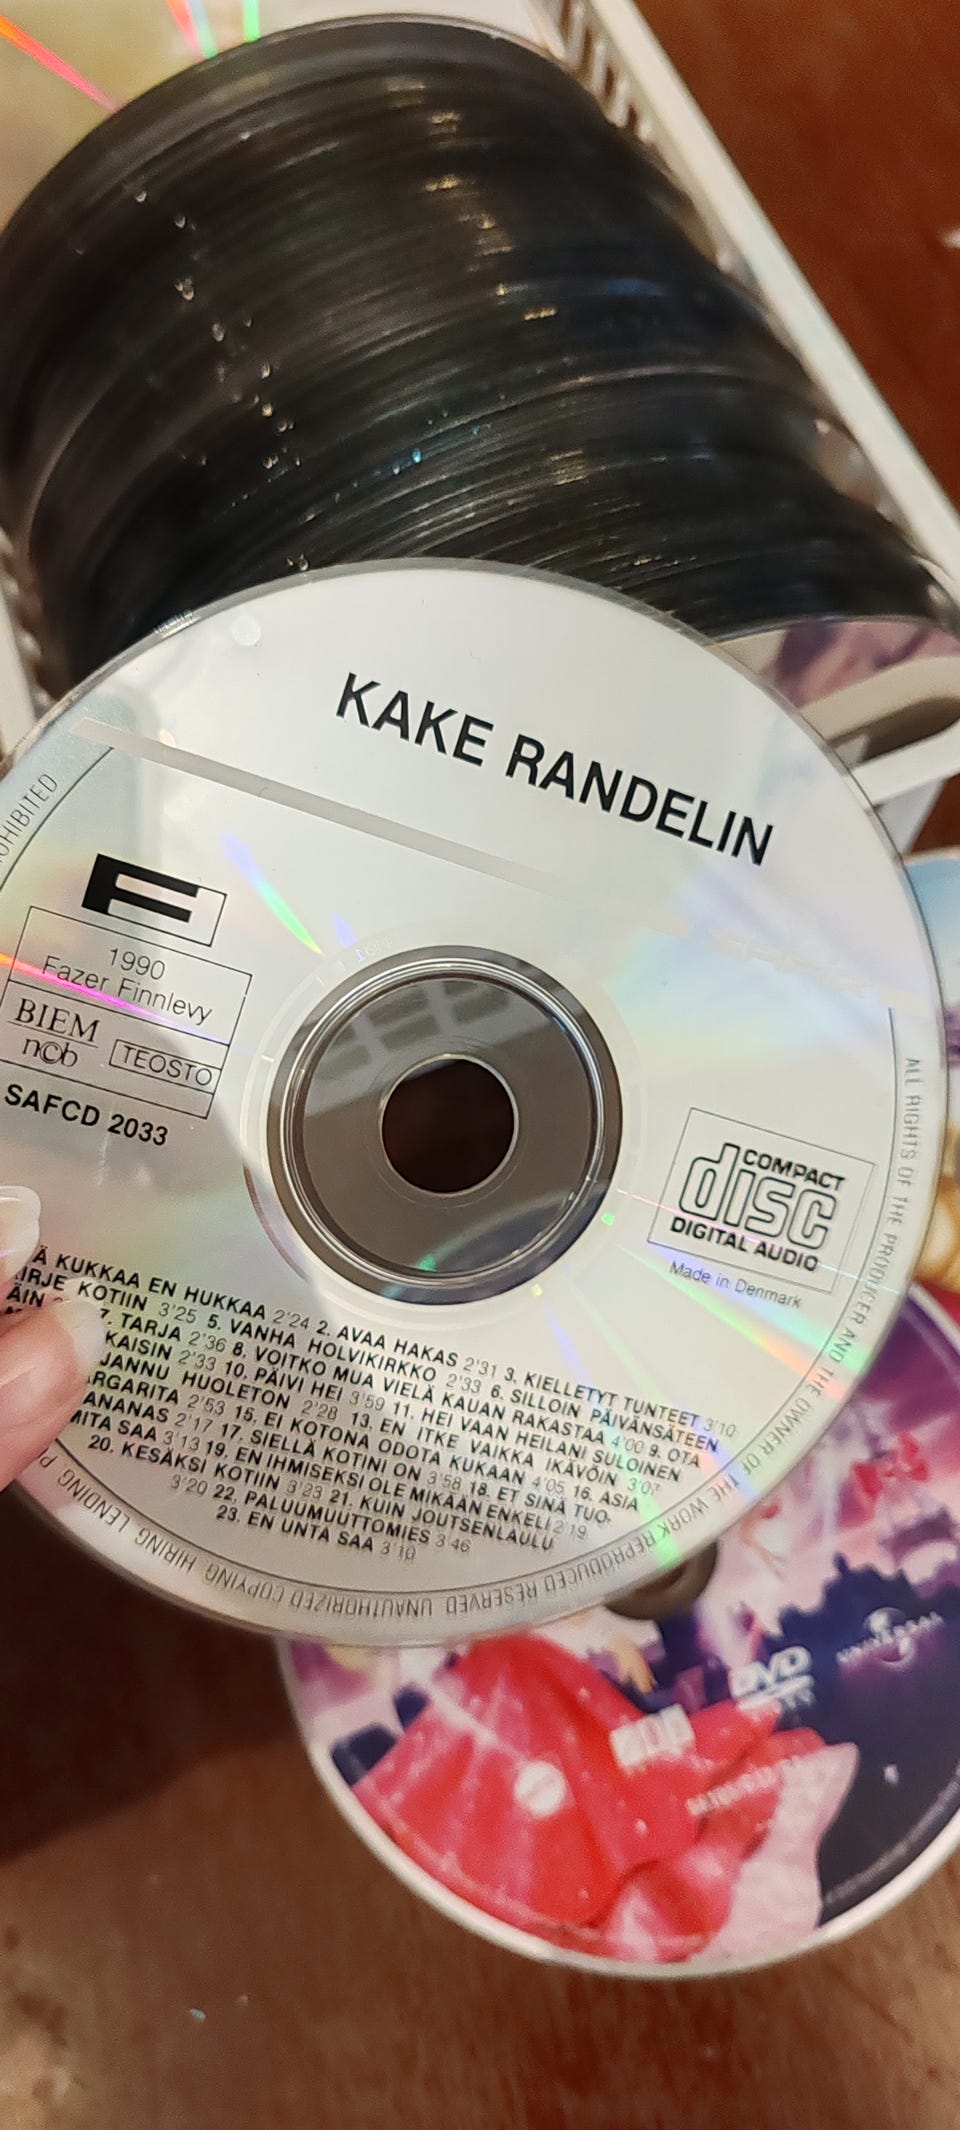 KAKE RANDELIN
F
1990
Fazer Finnlevy
BIEM
ncb
TEOSTO
SAFCD 2033
COMPACT
disc
DIGITAL AUDIO
Made in Denmark
Ä KUKKAA EN HUKKAA 2'24 2. AVAA HAKAS 2'31 3. KIELLETYT TUNTEET 3'10
IRJE KOTIIN 3'25 5. VANHA HOLVIKIRKKO 2'33 6. SILLOIN PÄIVÄNSÄTEEN
ÄIN 7. TARJA 2'36 8. VOITKO MUA VIELÄ KAUAN RAKASTAA 4'00 9. OTA
KAISIN 2'33 10. PÄIVI HEI 3'59 11. HEI VAAN HEILANI SULOINEN
JANNU HUOLETON 2'28 13. EN ITKE VAIKKA IKÄVÖIN 3'07
ARGARITA 2'53 15. EI KOTONA ODOTA KUKAAN 4'05 16. ASIA
ANANAS 2'17 17. SIELLÄ KOTINI ON 3'58 18. ET SINÄ TUO-
MITA SAA 3'13 19. EN IHMISEKSI OLE MIKÄÄN ENKELI 2'19
20. KESÄKSI KOTIIN 3'23 21. KUIN JOUTSENLAULU
3'20 22. PALUUMUUTTOMIES 3'46
23. EN UNTA SAA 3'10
ALL RIGHTS OF THE PRODUCER AND THE OWNER OF THE WORK REPRODUCED RESERVED UNAUTHORIZED COPYING HIRING LENDING P
OHIBITED
DVD
UNIVERSAL